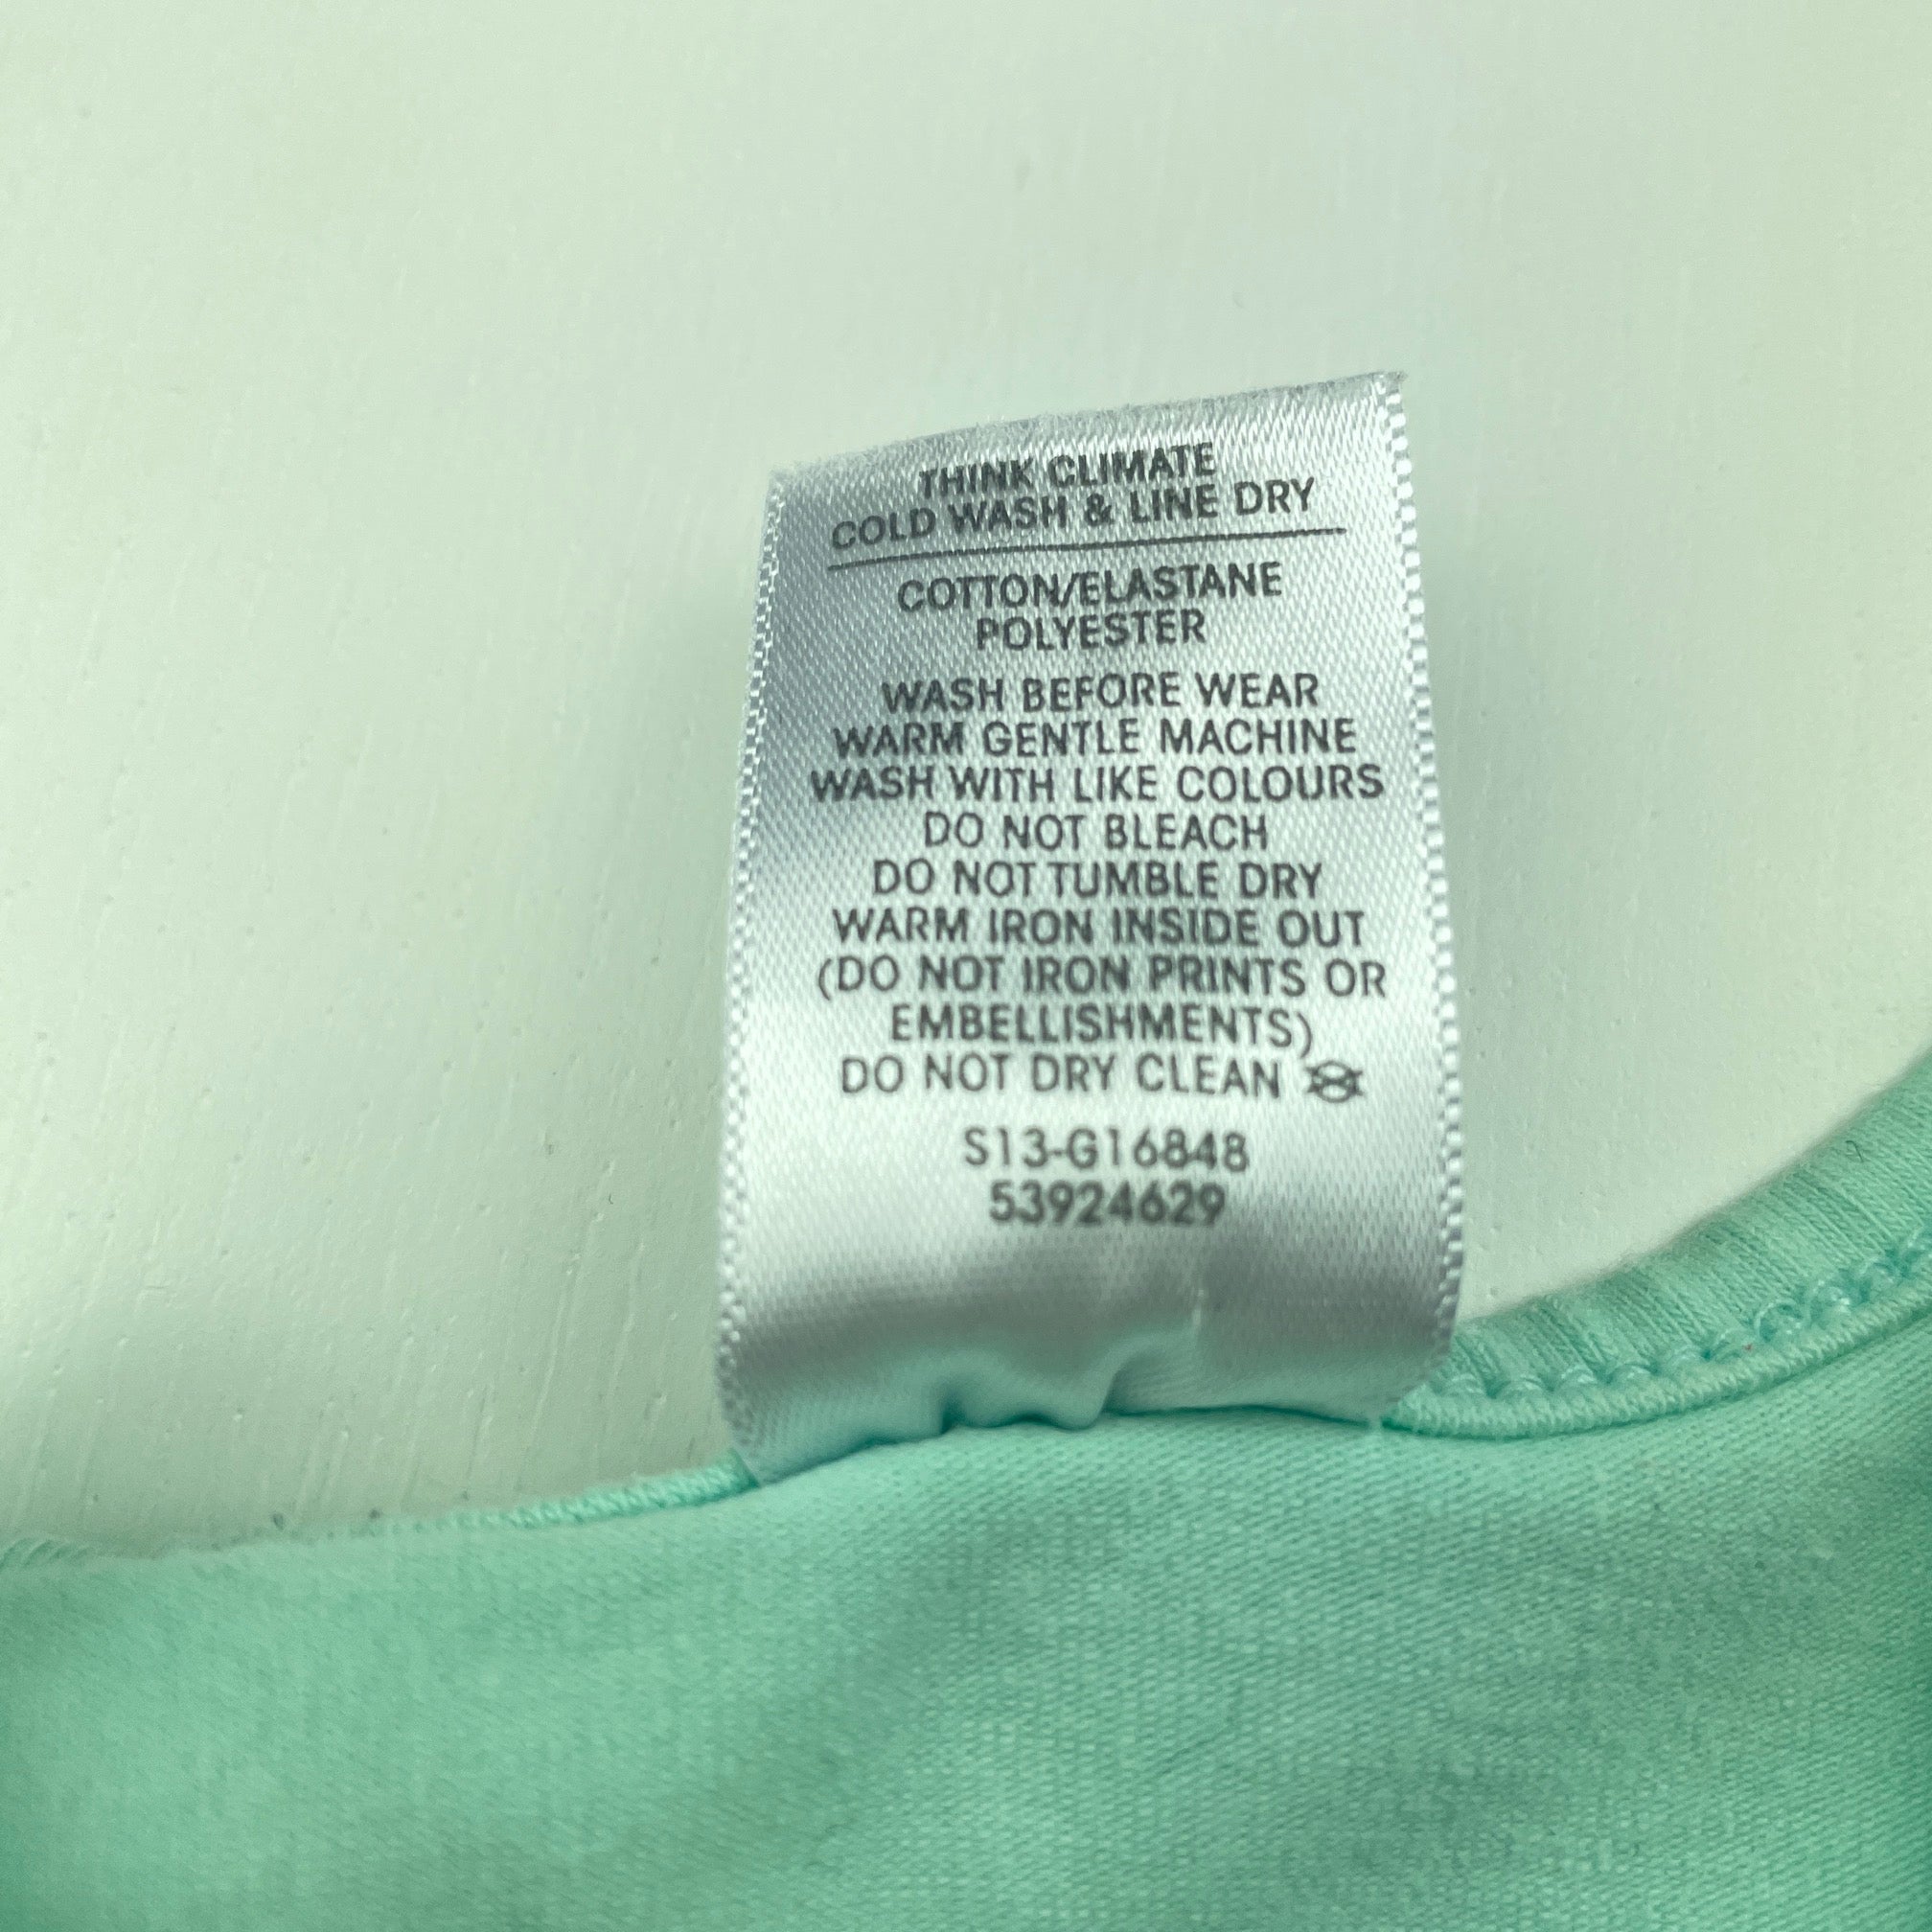 THINK CLIMATE
COLD WASH & LINE DRY
COTTON/ELASTANE
POLYESTER
WASH BEFORE WEAR
WARM GENTLE MACHINE
WASH WITH LIKE COLOURS
DO NOT BLEACH
DO NOT TUMBLE DRY
WARM IRON INSIDE OUT
(DO NOT IRON PRINTS OR
EMBELLISHMENTS)
DO NOT DRY CLEAN
S13-G16848
53924629